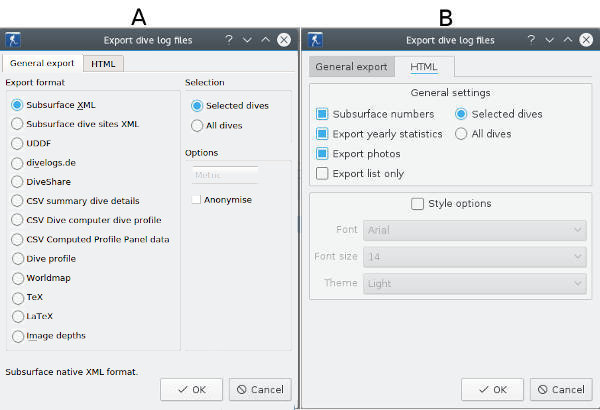 A
Export dive log files
General export HTML
Export format
Subsurface XML
Subsurface dive sites XML
UDDF
divelogs.de
DiveShare
CSV summary dive details
CSV Dive computer dive profile
CSV Computed Profile Panel data
Dive profile
Worldmap
TeX
LaTeX
Image depths
Selection
Selected dives
All dives
Options
Metric
Anonymise
Subsurface native XML format.
OK Cancel
B
Export dive log files
General export HTML
General settings
Subsurface numbers Selected dives
Export yearly statistics All dives
Export photos
Export list only
Style options
Font Arial
Font size 14
Theme Light
OK Cancel